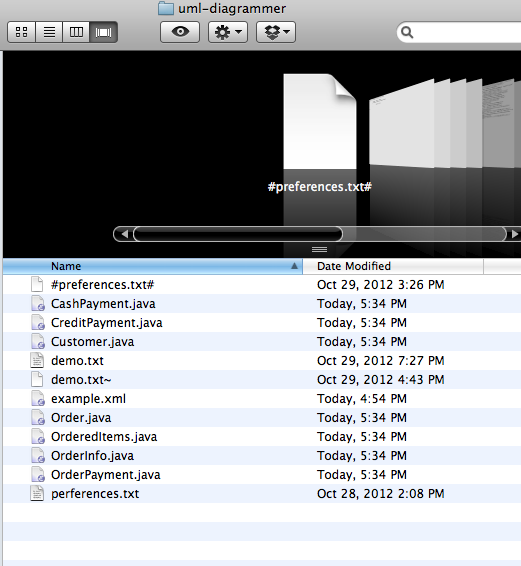 uml-diagrammer
#preferences.txt#
Name Date Modified
#preferences.txt# Oct 29, 2012 3:26 PM
CashPayment.java Today, 5:34 PM
CreditPayment.java Today, 5:34 PM
Customer.java Today, 5:34 PM
demo.txt Oct 29, 2012 7:27 PM
demo.txt~ Oct 29, 2012 4:43 PM
example.xml Today, 4:54 PM
Order.java Today, 5:34 PM
OrderedItems.java Today, 5:34 PM
OrderInfo.java Today, 5:34 PM
OrderPayment.java Today, 5:34 PM
perferences.txt Oct 28, 2012 2:08 PM